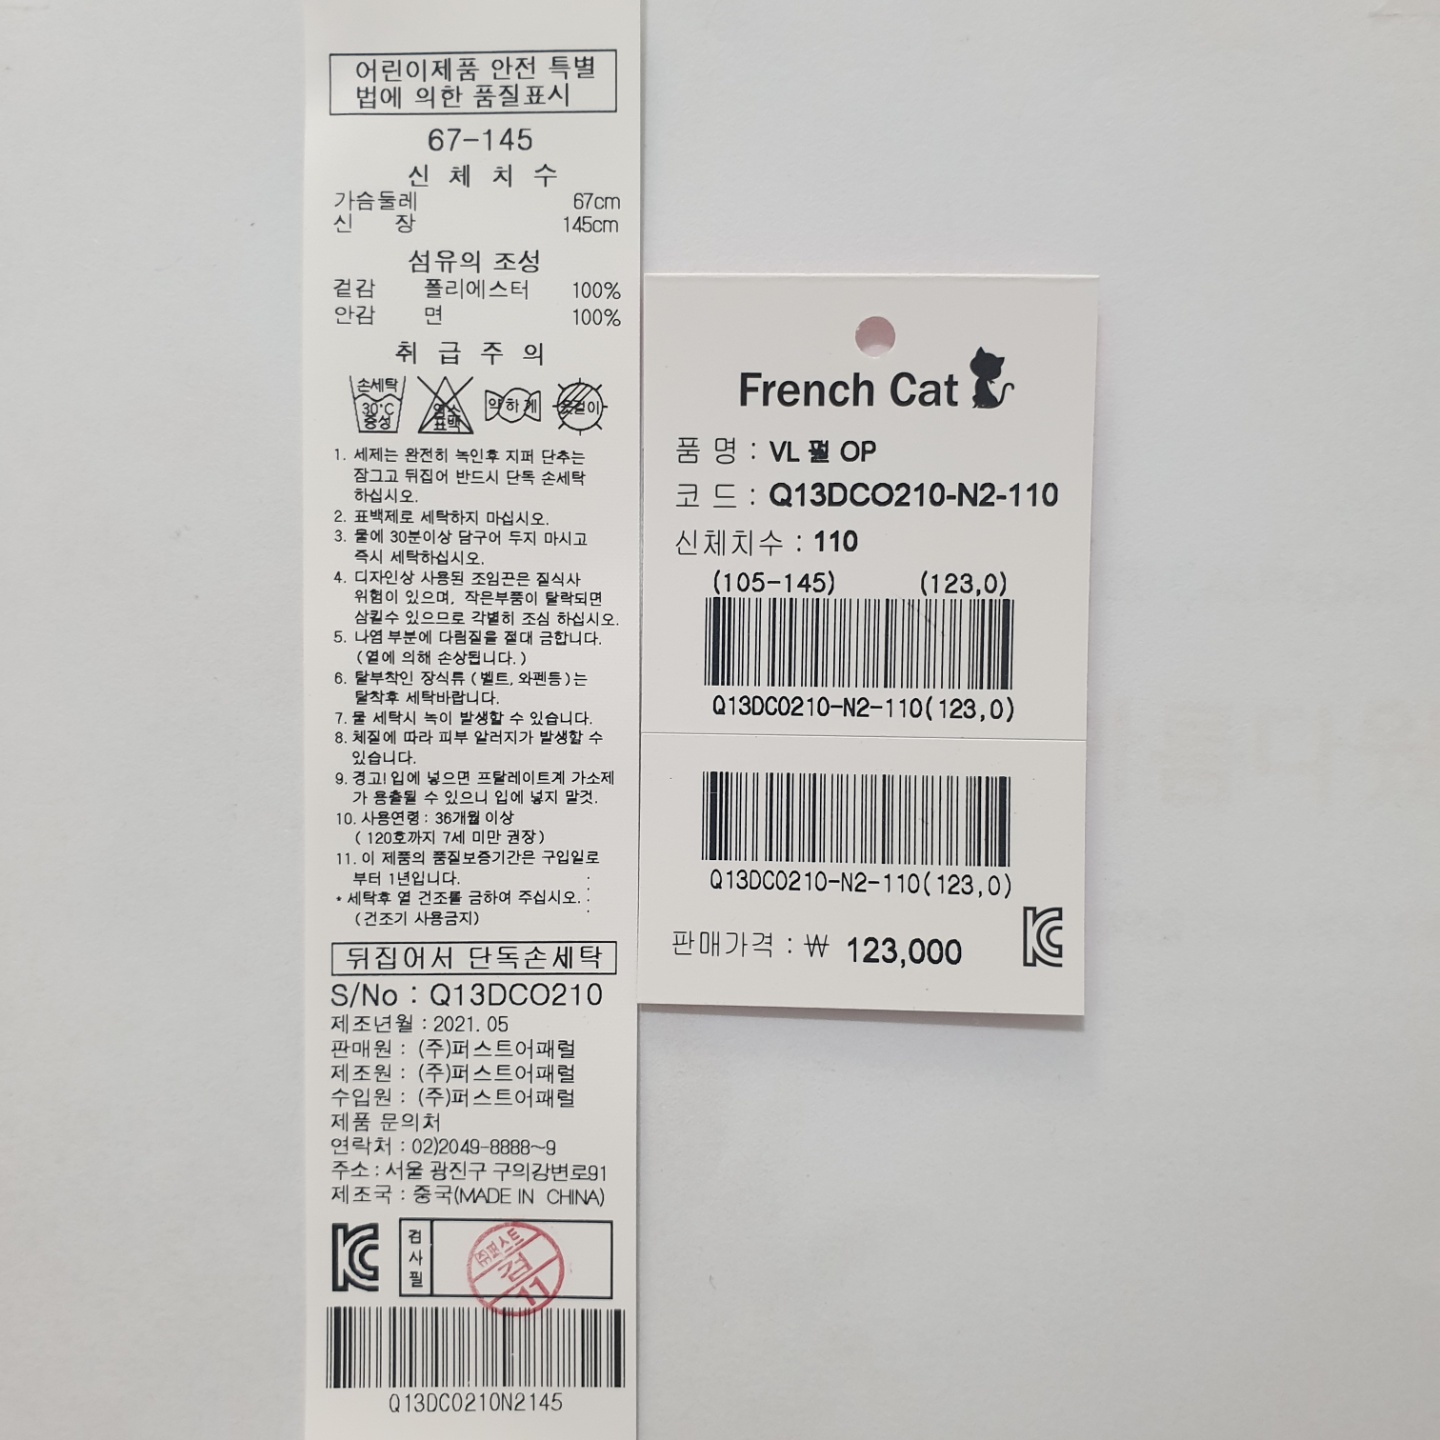 어린이제품 안전 특별
법에 의한 품질표시
67-145
신 체 치 수
가슴둘레 67cm
신 장 145cm
섬유의 조성
겉감 폴리에스터 100%
안감 면 100%
취 급 주 의
손세탁 30°C 중성
염소 표백
약하게
옷걸이
1. 세제는 완전히 녹인후 지퍼 단추는
잠그고 뒤집어 반드시 단독 손세탁
하십시오.
2. 표백제로 세탁하지 마십시오.
3. 물에 30분이상 담구어 두지 마시고
즉시 세탁하십시오.
4. 디자인상 사용된 조임끈은 질식사
위험이 있으며, 작은부품이 탈락되면
삼킬수 있으므로 각별히 조심 하십시오.
5. 나염 부분에 다림질을 절대 금합니다.
(열에 의해 손상됩니다.)
6. 탈부착인 장식류(벨트, 와펜등)는
탈착후 세탁바랍니다.
7. 물 세탁시 녹이 발생할 수 있습니다.
8. 체질에 따라 피부 알러지가 발생할 수
있습니다.
9. 경고! 입에 넣으면 프탈레이트계 가소제
가 용출될 수 있으니 입에 넣지 말것.
10. 사용연령 : 36개월 이상
( 120호까지 7세 미만 권장)
11. 이 제품의 품질보증기간은 구입일로
부터 1년입니다.
* 세탁후 열 건조를 금하여 주십시오.
(건조기 사용금지)
뒤집어서 단독손세탁
S/No : Q13DCO210
제조년월 : 2021. 05
판매원 : (주)퍼스트어패럴
제조원 : (주)퍼스트어패럴
수입원 : (주)퍼스트어패럴
제품 문의처
연락처 : 02)2049-8888~9
주소 : 서울 광진구 구의강변로91
제조국 : 중국(MADE IN CHINA)
검사필
검
11
Q13DCO210N2145
French Cat
품 명 : VL 펄 OP
코 드 : Q13DCO210-N2-110
신체치수 : 110
(105-145) (123,0)
Q13DCO210-N2-110(123,0)
Q13DCO210-N2-110(123,0)
판매가격 : ₩ 123,000